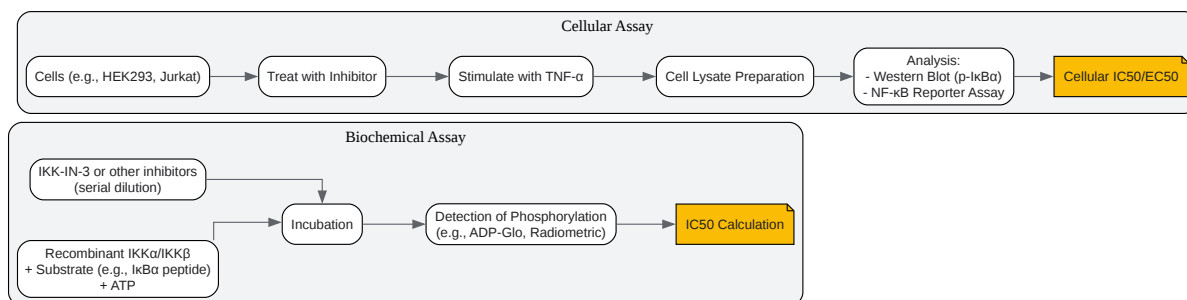 Cellular Assay
Cells (e.g., HEK293, Jurkat)
Treat with Inhibitor
Stimulate with TNF-α
Cell Lysate Preparation
Analysis:
- Western Blot (p-IκBα)
- NF-κB Reporter Assay
Cellular IC50/EC50
Biochemical Assay
IKK-IN-3 or other inhibitors
(serial dilution)
Recombinant IKKα/IKKβ
+ Substrate (e.g., IκBα peptide)
+ ATP
Incubation
Detection of Phosphorylation
(e.g., ADP-Glo, Radiometric)
IC50 Calculation